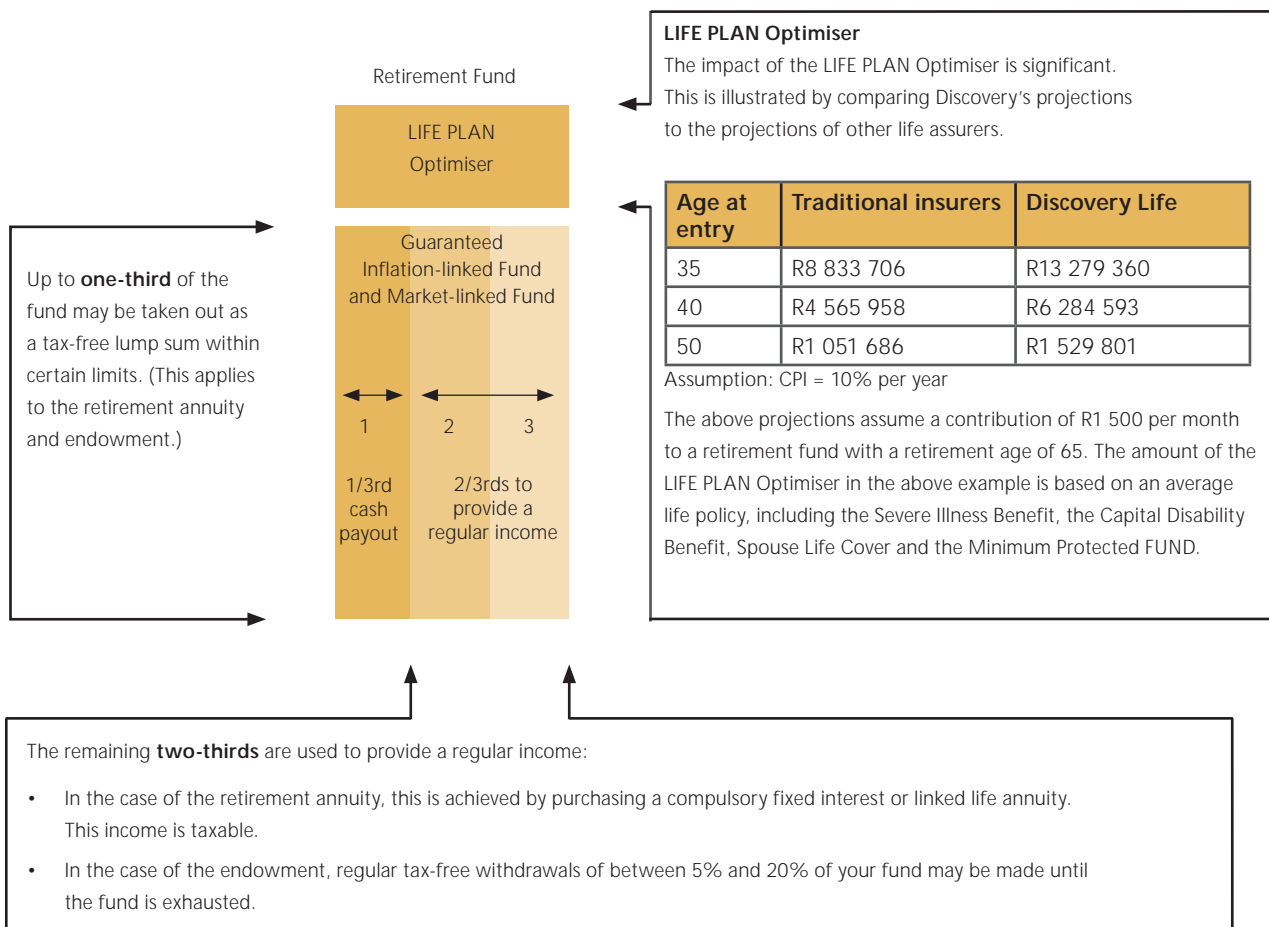 Retirement Fund
LIFE PLAN
Optimiser
LIFE PLAN Optimiser
The impact of the LIFE PLAN Optimiser is significant.
This is illustrated by comparing Discovery's projections
to the projections of other life assurers.
Age at entry | Traditional insurers | Discovery Life
35 | R8 833 706 | R13 279 360
40 | R4 565 958 | R6 284 593
50 | R1 051 686 | R1 529 801
Assumption: CPI = 10% per year
The above projections assume a contribution of R1 500 per month
to a retirement fund with a retirement age of 65. The amount of the
LIFE PLAN Optimiser in the above example is based on an average
life policy, including the Severe Illness Benefit, the Capital Disability
Benefit, Spouse Life Cover and the Minimum Protected FUND.
Up to one-third of the
fund may be taken out as
a tax-free lump sum within
certain limits. (This applies
to the retirement annuity
and endowment.)
Guaranteed
Inflation-linked Fund
and Market-linked Fund
1 2 3
1/3rd
cash
payout
2/3rds to
provide a
regular income
The remaining two-thirds are used to provide a regular income:
• In the case of the retirement annuity, this is achieved by purchasing a compulsory fixed interest or linked life annuity.
This income is taxable.
• In the case of the endowment, regular tax-free withdrawals of between 5% and 20% of your fund may be made until
the fund is exhausted.